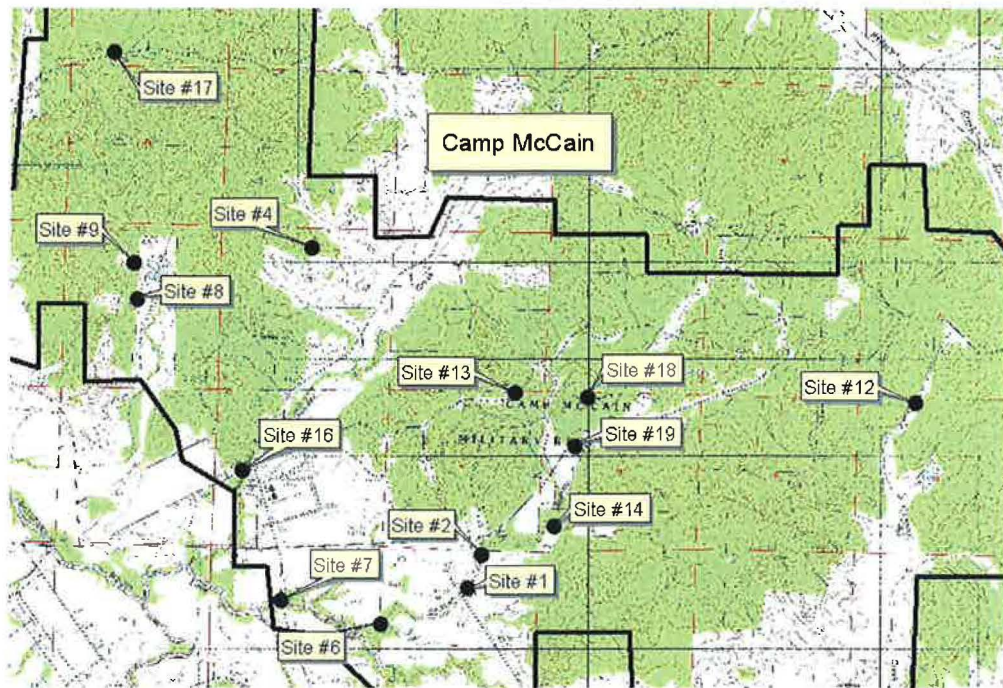 Site #17
Camp McCain
Site #4
Site #9
Site #8
Site #13
Site #18
Site #12
CAMP McCAIN
MILITARY
Site #19
Site #16
Site #14
Site #2
Site #7
Site #1
Site #6